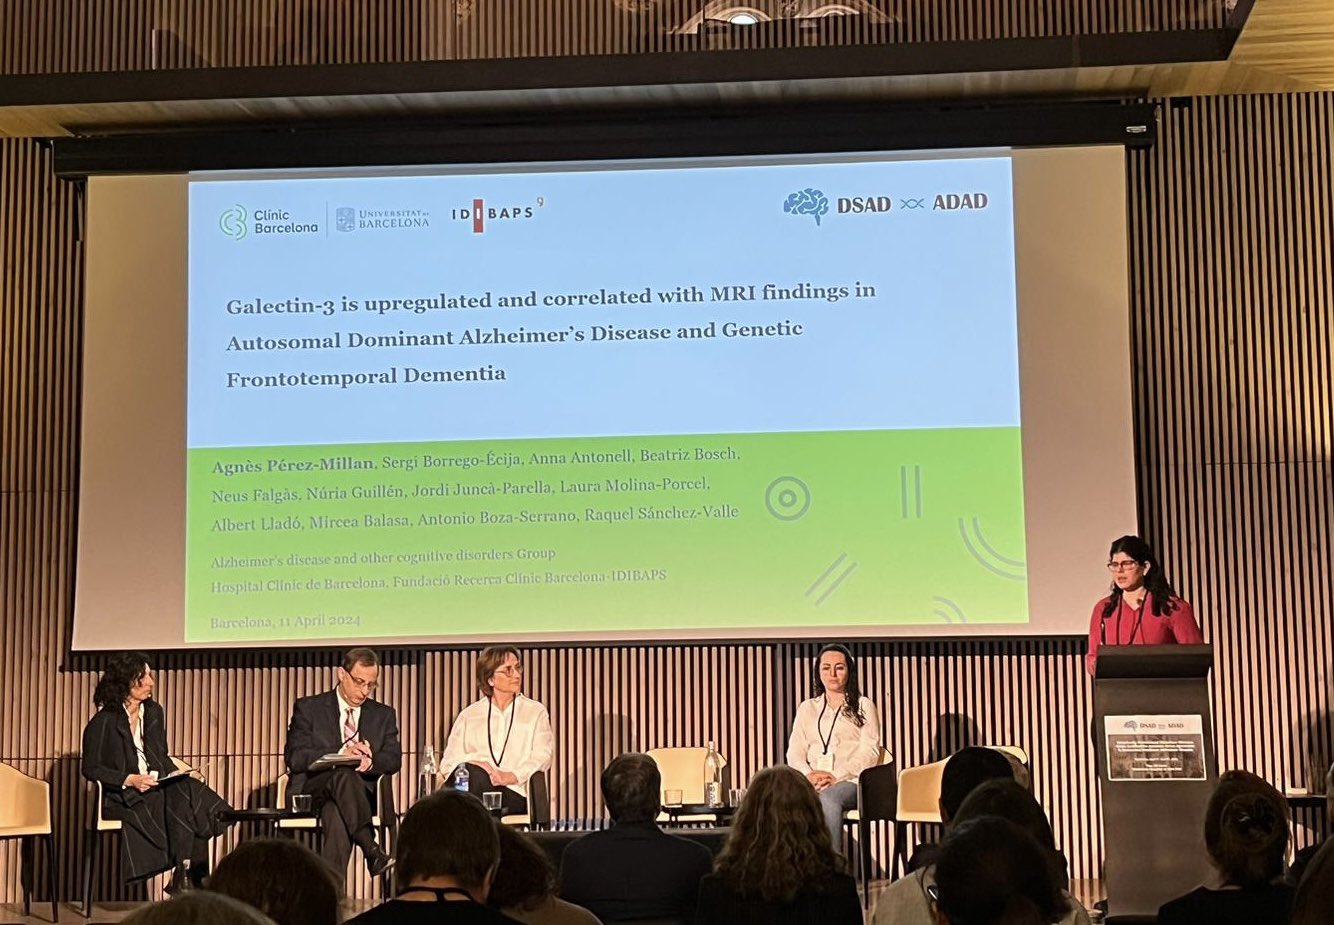 Clínic
Barcelona
UNIVERSITAT DE
BARCELONA
IDIBAPS
DSAD ADAD
Galectin-3 is upregulated and correlated with MRI findings in
Autosomal Dominant Alzheimer's Disease and Genetic
Frontotemporal Dementia
Agnès Pérez-Millan, Sergi Borrego-Écija, Anna Antonell, Beatriz Bosch,
Neus Falgàs, Núria Guillén, Jordi Juncà-Parella, Laura Molina-Porcel,
Albert Lladó, Mircea Balasa, Antonio Boza-Serrano, Raquel Sánchez-Valle
Alzheimer's disease and other cognitive disorders Group
Hospital Clínic de Barcelona, Fundació Recerca Clínic Barcelona-IDIBAPS
Barcelona, 11 April 2024
DSAD ADAD